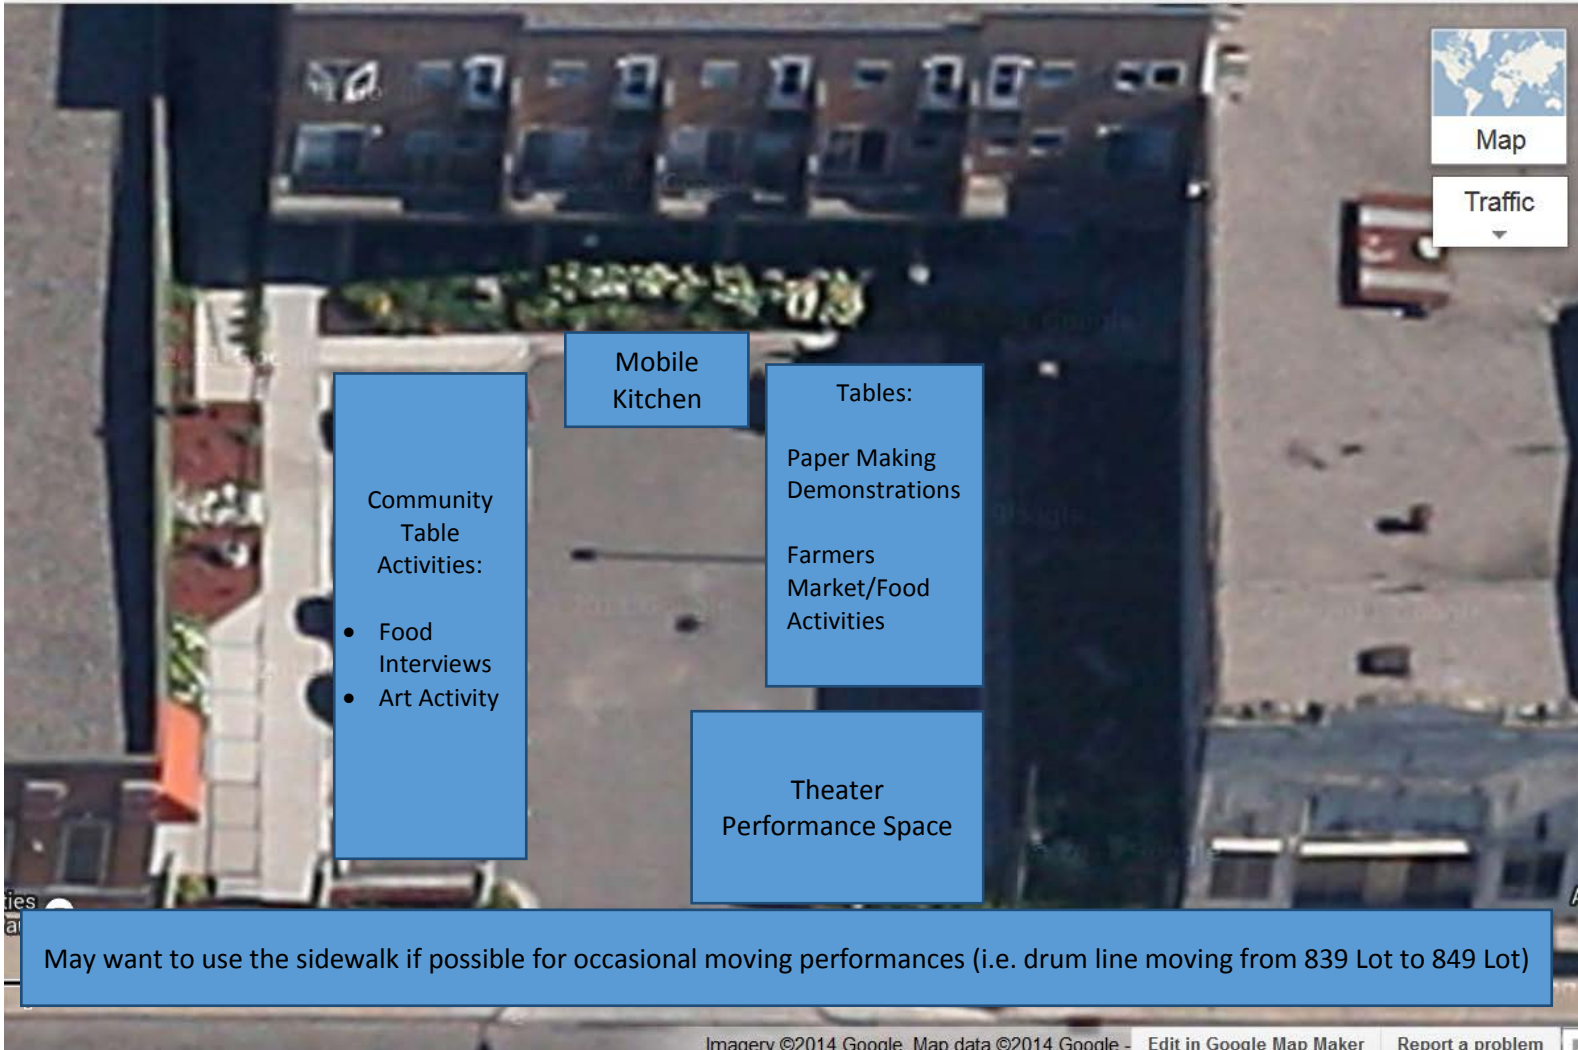 Map
Traffic
Mobile
Kitchen
Tables:
Paper Making
Demonstrations
Farmers
Market/Food
Activities
Community
Table
Activities:
• Food
Interviews
• Art Activity
Theater
Performance Space
ties
May want to use the sidewalk if possible for occasional moving performances (i.e. drum line moving from 839 Lot to 849 Lot)
Imagery ©2014 Google, Map data ©2014 Google - Edit in Google Map Maker Report a problem